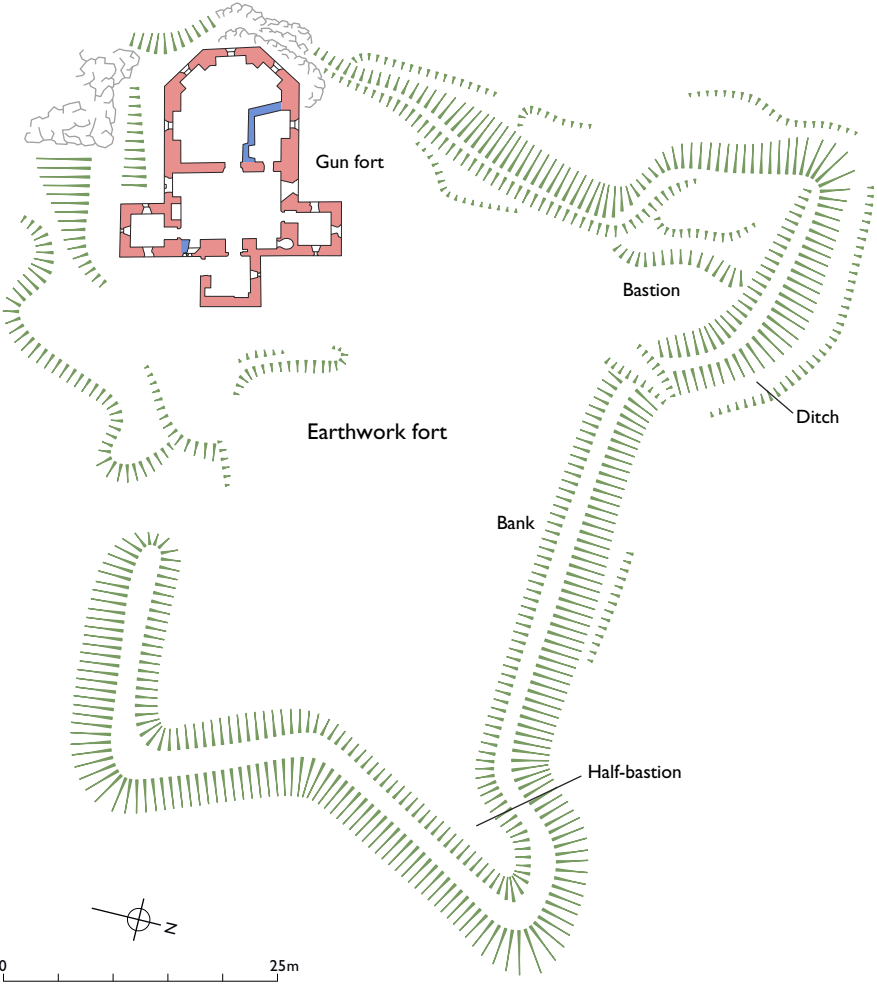 Gun fort
Bastion
Ditch
Earthwork fort
Bank
Half-bastion
N
0
25m